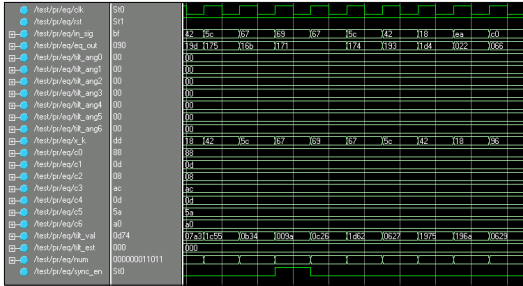 /test/pr/eq/clk St0
/test/pr/eq/rst St1
/test/pr/eq/in_sig bf 42 5c 67 69 67 5c 42 18 ea c0
/test/pr/eq/eq_out 090 19d 175 16b 171 174 193 1d4 022 066
/test/pr/eq/tilt_ang0 00 00
/test/pr/eq/tilt_ang1 00 00
/test/pr/eq/tilt_ang2 00 00
/test/pr/eq/tilt_ang3 00 00
/test/pr/eq/tilt_ang4 00 00
/test/pr/eq/tilt_ang5 00 00
/test/pr/eq/tilt_ang6 00 00
/test/pr/eq/x_k dd 18 42 5c 67 69 67 5c 42 18 96
/test/pr/eq/c0 88 88
/test/pr/eq/c1 0d 0d
/test/pr/eq/c2 08 08
/test/pr/eq/c3 ac ac
/test/pr/eq/c4 0d 0d
/test/pr/eq/c5 5a 5a
/test/pr/eq/c6 a0 a0
/test/pr/eq/tilt_val 0d74 07a3 1c55 0b34 009a 0c26 1d62 0627 1975 196a 0629
/test/pr/eq/tilt_est 000 000
/test/pr/eq/num 000000011011
/test/pr/eq/sync_en St0